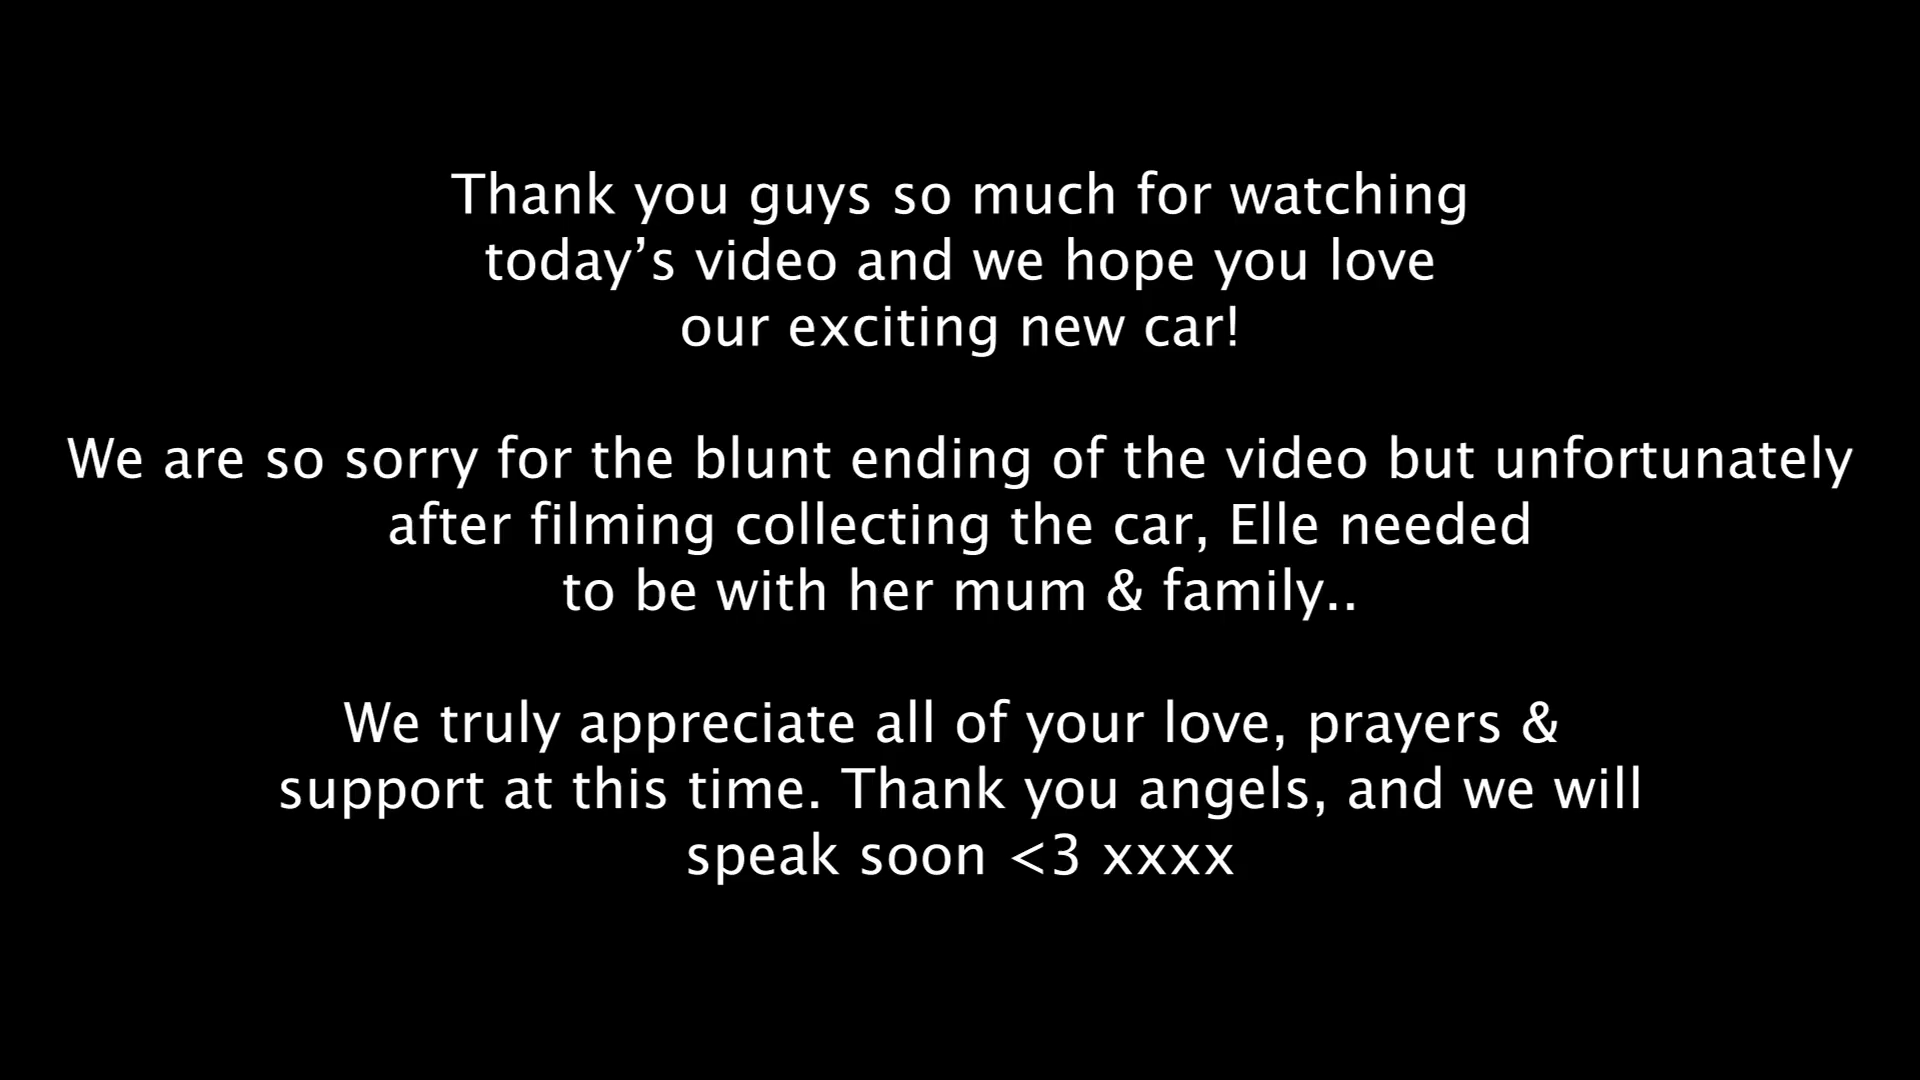 Thank you guys so much for watching
today’s video and we hope you love
our exciting new car!
We are so sorry for the blunt ending of the video but unfortunately
after filming collecting the car, Elle needed
to be with her mum & family..
We truly appreciate all of your love, prayers &
support at this time. Thank you angels, and we will
speak soon <3 xxxx